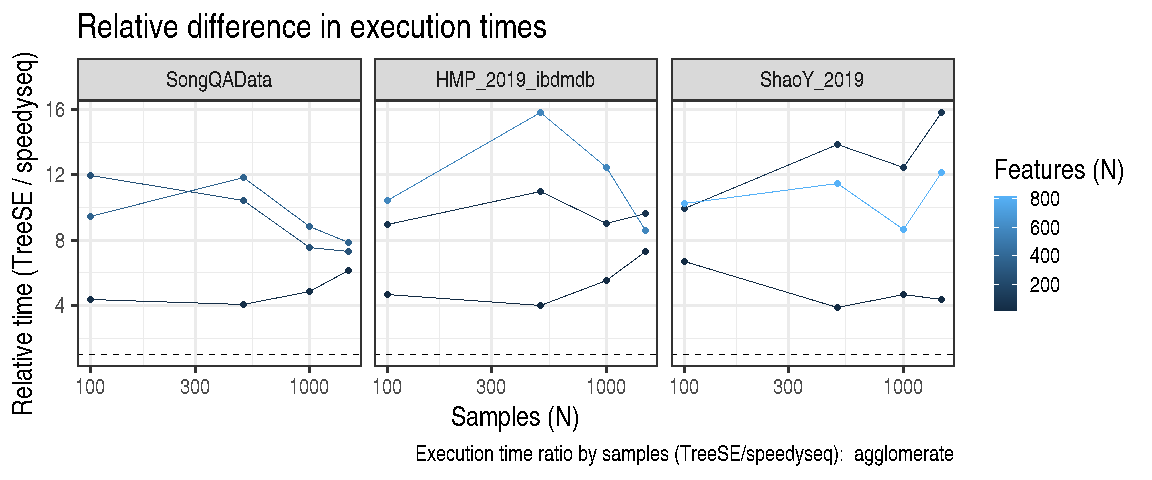 Relative difference in execution times
SongQAData
HMP_2019_ibdmdb
ShaoY_2019
Relative time (TreeSE / speedyseq)
16
12
8
4
100 300 1000
100 300 1000
100 300 1000
Samples (N)
Features (N)
800
600
400
200
Execution time ratio by samples (TreeSE/speedyseq): agglomerate